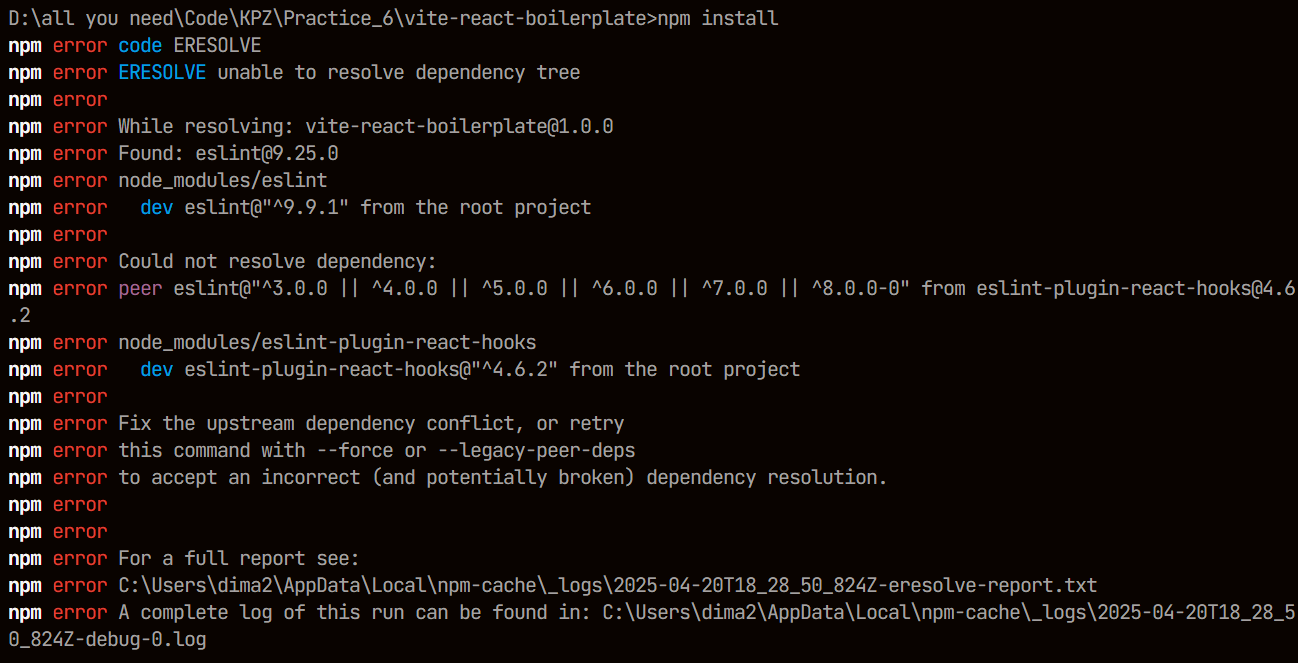 D:\all you need\Code\KPZ\Practice_6\vite-react-boilerplate>npm install
npm error code ERESOLVE
npm error ERESOLVE unable to resolve dependency tree
npm error
npm error While resolving: vite-react-boilerplate@1.0.0
npm error Found: eslint@9.25.0
npm error node_modules/eslint
npm error   dev eslint@"^9.9.1" from the root project
npm error
npm error Could not resolve dependency:
npm error peer eslint@"^3.0.0 || ^4.0.0 || ^5.0.0 || ^6.0.0 || ^7.0.0 || ^8.0.0-0" from eslint-plugin-react-hooks@4.6
.2
npm error node_modules/eslint-plugin-react-hooks
npm error   dev eslint-plugin-react-hooks@"^4.6.2" from the root project
npm error
npm error Fix the upstream dependency conflict, or retry
npm error this command with --force or --legacy-peer-deps
npm error to accept an incorrect (and potentially broken) dependency resolution.
npm error
npm error
npm error For a full report see:
npm error C:\Users\dima2\AppData\Local\npm-cache\_logs\2025-04-20T18_28_50_824Z-eresolve-report.txt
npm error A complete log of this run can be found in: C:\Users\dima2\AppData\Local\npm-cache\_logs\2025-04-20T18_28_5
0_824Z-debug-0.log